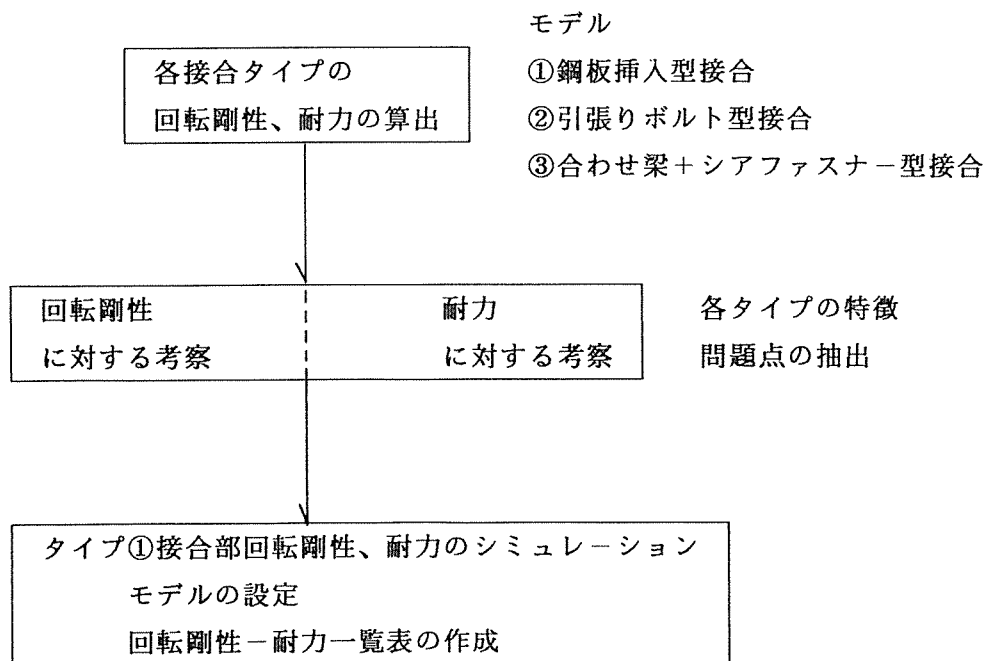 各接合タイプの
回転剛性、耐力の算出
モデル
①鋼板挿入型接合
②引張りボルト型接合
③合わせ梁+シアファスナー型接合
回転剛性
に対する考察
耐力
に対する考察
各タイプの特徴
問題点の抽出
タイプ①接合部回転剛性、耐力のシミュレーション
モデルの設定
回転剛性-耐力一覧表の作成